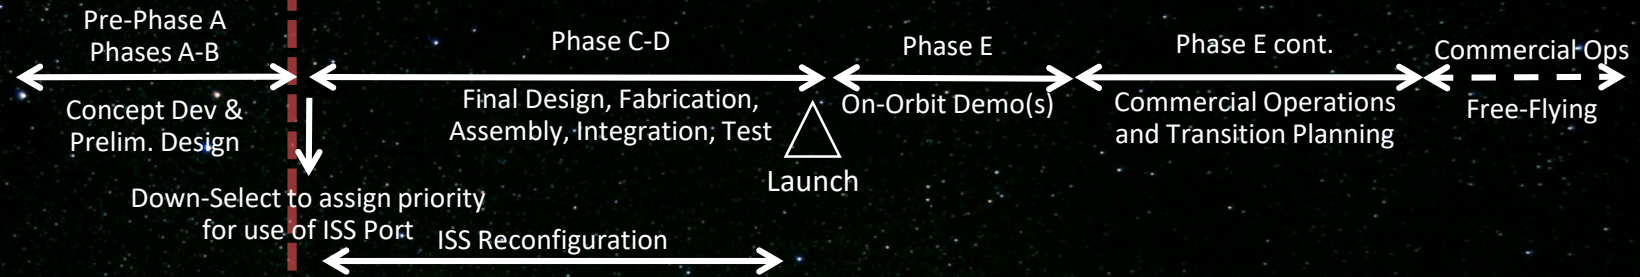 Pre-Phase A
Phases A-B
Concept Dev &
Prelim. Design
Down-Select to assign priority
for use of ISS Port
Phase C-D
Final Design, Fabrication,
Assembly, Integration, Test
ISS Reconfiguration
Launch
Phase E
On-Orbit Demo(s)
Phase E cont.
Commercial Operations
and Transition Planning
Commercial Ops
Free-Flying